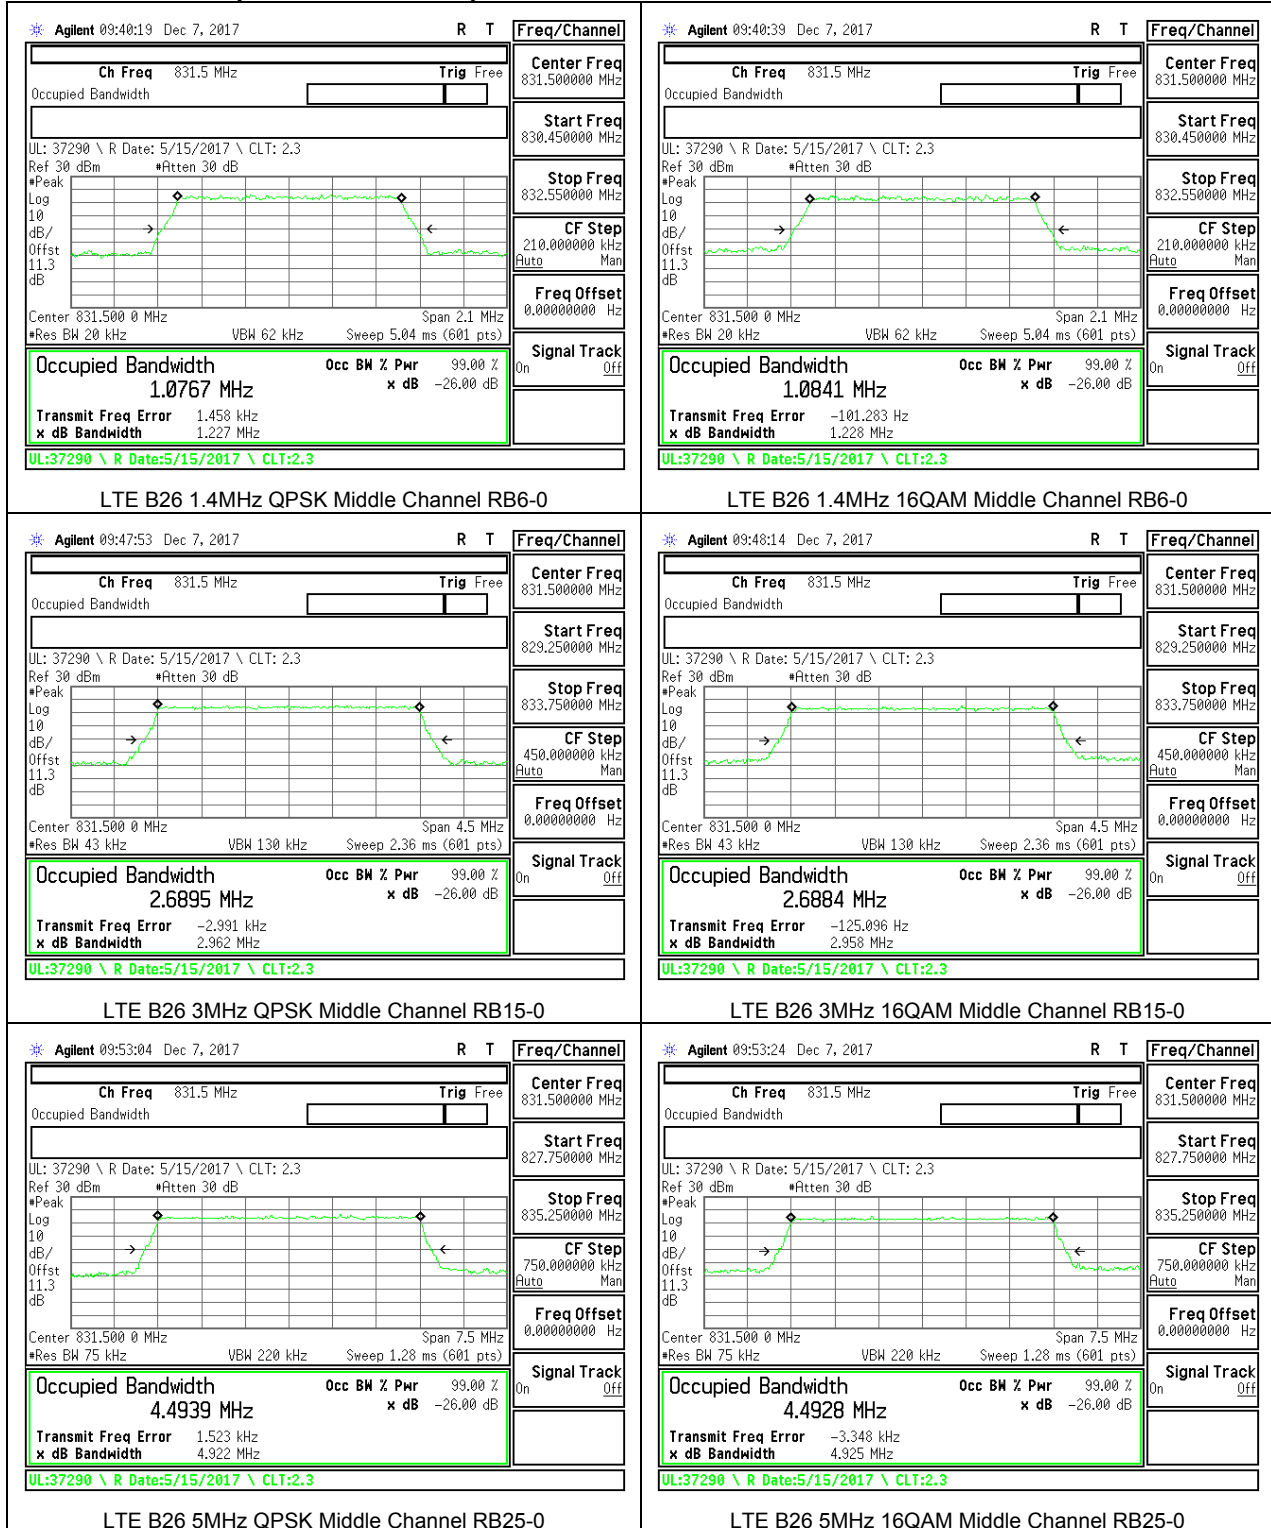 Agilent 09:40:19 Dec 7, 2017 R T
Freq/Channel
Ch Freq 831.5 MHz Trig Free
Occupied Bandwidth
Center Freq
831.500000 MHz
Start Freq
830.450000 MHz
Stop Freq
832.550000 MHz
CF Step
210.000000 kHz
Auto Man
Freq Offset
0.00000000 Hz
Signal Track
On Off
UL: 37290 \ R Date: 5/15/2017 \ CLT: 2.3
Ref 30 dBm #Atten 30 dB
#Peak
Log
10
dB/
Offst
11.3
dB
Center 831.500 0 MHz Span 2.1 MHz
#Res BW 20 kHz VBW 62 kHz Sweep 5.04 ms (601 pts)
Occupied Bandwidth Occ BW % Pwr 99.00 %
1.0767 MHz x dB -26.00 dB
Transmit Freq Error 1.458 kHz
x dB Bandwidth 1.227 MHz
UL:37290 \ R Date:5/15/2017 \ CLT:2.3
LTE B26 1.4MHz QPSK Middle Channel RB6-0
Agilent 09:40:39 Dec 7, 2017 R T
Freq/Channel
Ch Freq 831.5 MHz Trig Free
Occupied Bandwidth
Center Freq
831.500000 MHz
Start Freq
830.450000 MHz
Stop Freq
832.550000 MHz
CF Step
210.000000 kHz
Auto Man
Freq Offset
0.00000000 Hz
Signal Track
On Off
UL: 37290 \ R Date: 5/15/2017 \ CLT: 2.3
Ref 30 dBm #Atten 30 dB
#Peak
Log
10
dB/
Offst
11.3
dB
Center 831.500 0 MHz Span 2.1 MHz
#Res BW 20 kHz VBW 62 kHz Sweep 5.04 ms (601 pts)
Occupied Bandwidth Occ BW % Pwr 99.00 %
1.0841 MHz x dB -26.00 dB
Transmit Freq Error -101.283 Hz
x dB Bandwidth 1.228 MHz
UL:37290 \ R Date:5/15/2017 \ CLT:2.3
LTE B26 1.4MHz 16QAM Middle Channel RB6-0
Agilent 09:47:53 Dec 7, 2017 R T
Freq/Channel
Ch Freq 831.5 MHz Trig Free
Occupied Bandwidth
Center Freq
831.500000 MHz
Start Freq
829.250000 MHz
Stop Freq
833.750000 MHz
CF Step
450.000000 kHz
Auto Man
Freq Offset
0.00000000 Hz
Signal Track
On Off
UL: 37290 \ R Date: 5/15/2017 \ CLT: 2.3
Ref 30 dBm #Atten 30 dB
#Peak
Log
10
dB/
Offst
11.3
dB
Center 831.500 0 MHz Span 4.5 MHz
#Res BW 43 kHz VBW 130 kHz Sweep 2.36 ms (601 pts)
Occupied Bandwidth Occ BW % Pwr 99.00 %
2.6895 MHz x dB -26.00 dB
Transmit Freq Error -2.991 kHz
x dB Bandwidth 2.962 MHz
UL:37290 \ R Date:5/15/2017 \ CLT:2.3
LTE B26 3MHz QPSK Middle Channel RB15-0
Agilent 09:48:14 Dec 7, 2017 R T
Freq/Channel
Ch Freq 831.5 MHz Trig Free
Occupied Bandwidth
Center Freq
831.500000 MHz
Start Freq
829.250000 MHz
Stop Freq
833.750000 MHz
CF Step
450.000000 kHz
Auto Man
Freq Offset
0.00000000 Hz
Signal Track
On Off
UL: 37290 \ R Date: 5/15/2017 \ CLT: 2.3
Ref 30 dBm #Atten 30 dB
#Peak
Log
10
dB/
Offst
11.3
dB
Center 831.500 0 MHz Span 4.5 MHz
#Res BW 43 kHz VBW 130 kHz Sweep 2.36 ms (601 pts)
Occupied Bandwidth Occ BW % Pwr 99.00 %
2.6884 MHz x dB -26.00 dB
Transmit Freq Error -125.096 Hz
x dB Bandwidth 2.958 MHz
UL:37290 \ R Date:5/15/2017 \ CLT:2.3
LTE B26 3MHz 16QAM Middle Channel RB15-0
Agilent 09:53:04 Dec 7, 2017 R T
Freq/Channel
Ch Freq 831.5 MHz Trig Free
Occupied Bandwidth
Center Freq
831.500000 MHz
Start Freq
827.750000 MHz
Stop Freq
835.250000 MHz
CF Step
750.000000 kHz
Auto Man
Freq Offset
0.00000000 Hz
Signal Track
On Off
UL: 37290 \ R Date: 5/15/2017 \ CLT: 2.3
Ref 30 dBm #Atten 30 dB
#Peak
Log
10
dB/
Offst
11.3
dB
Center 831.500 0 MHz Span 7.5 MHz
#Res BW 75 kHz VBW 220 kHz Sweep 1.28 ms (601 pts)
Occupied Bandwidth Occ BW % Pwr 99.00 %
4.4939 MHz x dB -26.00 dB
Transmit Freq Error 1.523 kHz
x dB Bandwidth 4.922 MHz
UL:37290 \ R Date:5/15/2017 \ CLT:2.3
LTE B26 5MHz QPSK Middle Channel RB25-0
Agilent 09:53:24 Dec 7, 2017 R T
Freq/Channel
Ch Freq 831.5 MHz Trig Free
Occupied Bandwidth
Center Freq
831.500000 MHz
Start Freq
827.750000 MHz
Stop Freq
835.250000 MHz
CF Step
750.000000 kHz
Auto Man
Freq Offset
0.00000000 Hz
Signal Track
On Off
UL: 37290 \ R Date: 5/15/2017 \ CLT: 2.3
Ref 30 dBm #Atten 30 dB
#Peak
Log
10
dB/
Offst
11.3
dB
Center 831.500 0 MHz Span 7.5 MHz
#Res BW 75 kHz VBW 220 kHz Sweep 1.28 ms (601 pts)
Occupied Bandwidth Occ BW % Pwr 99.00 %
4.4928 MHz x dB -26.00 dB
Transmit Freq Error -3.348 kHz
x dB Bandwidth 4.925 MHz
UL:37290 \ R Date:5/15/2017 \ CLT:2.3
LTE B26 5MHz 16QAM Middle Channel RB25-0